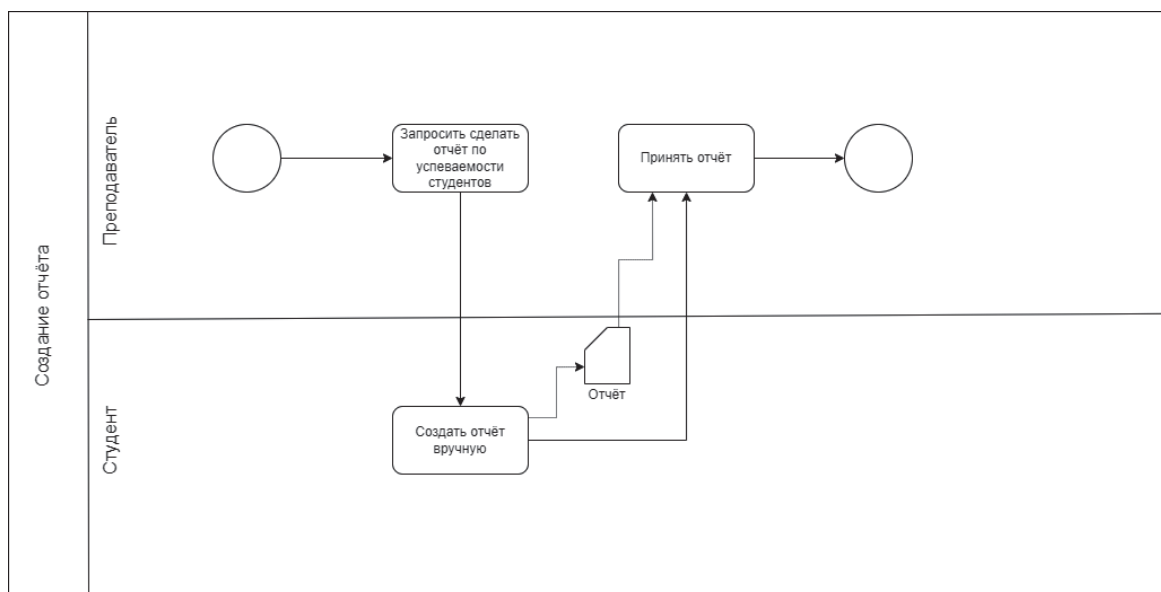 Создание отчёта
Преподаватель
Запросить сделать
отчёт по
успеваемости
студентов
Принять отчёт
Студент
Создать отчёт
вручную
Отчёт